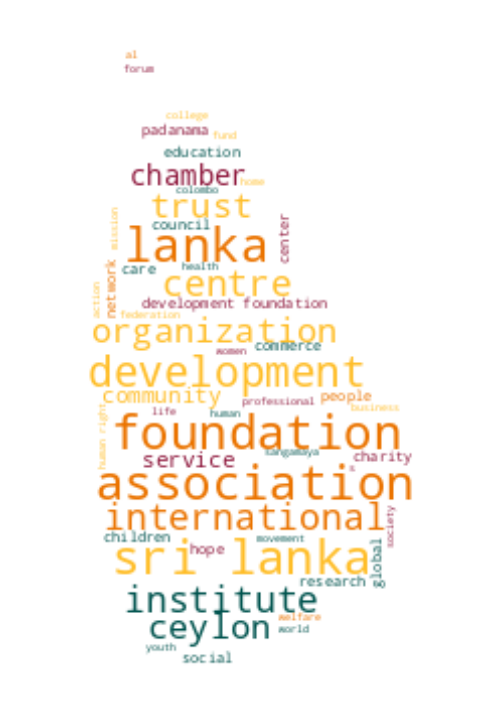 al
forum
college
padanama fund
education
chamber home
colombo
trust
mission
council
center
lanka
care health
network
centre
action
development foundation
federation
organization
women commerce
development
community professional people
life human business
human right
foundation
sangamaya
service charity
s
association
international
society
children movement
hope
sri lanka
global
research
institute
welfare
ceylon world
youth
social